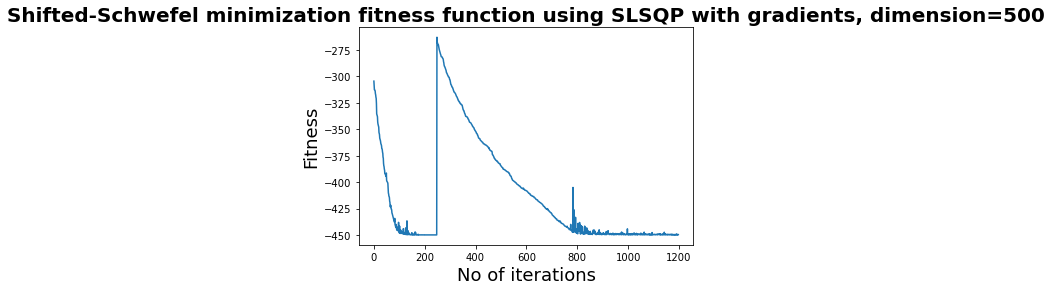 Shifted-Schwefel minimization fitness function using SLSQP with gradients, dimension=500
Fitness
−275
−300
−325
−350
−375
−400
−425
−450
0 200 400 600 800 1000 1200
No of iterations